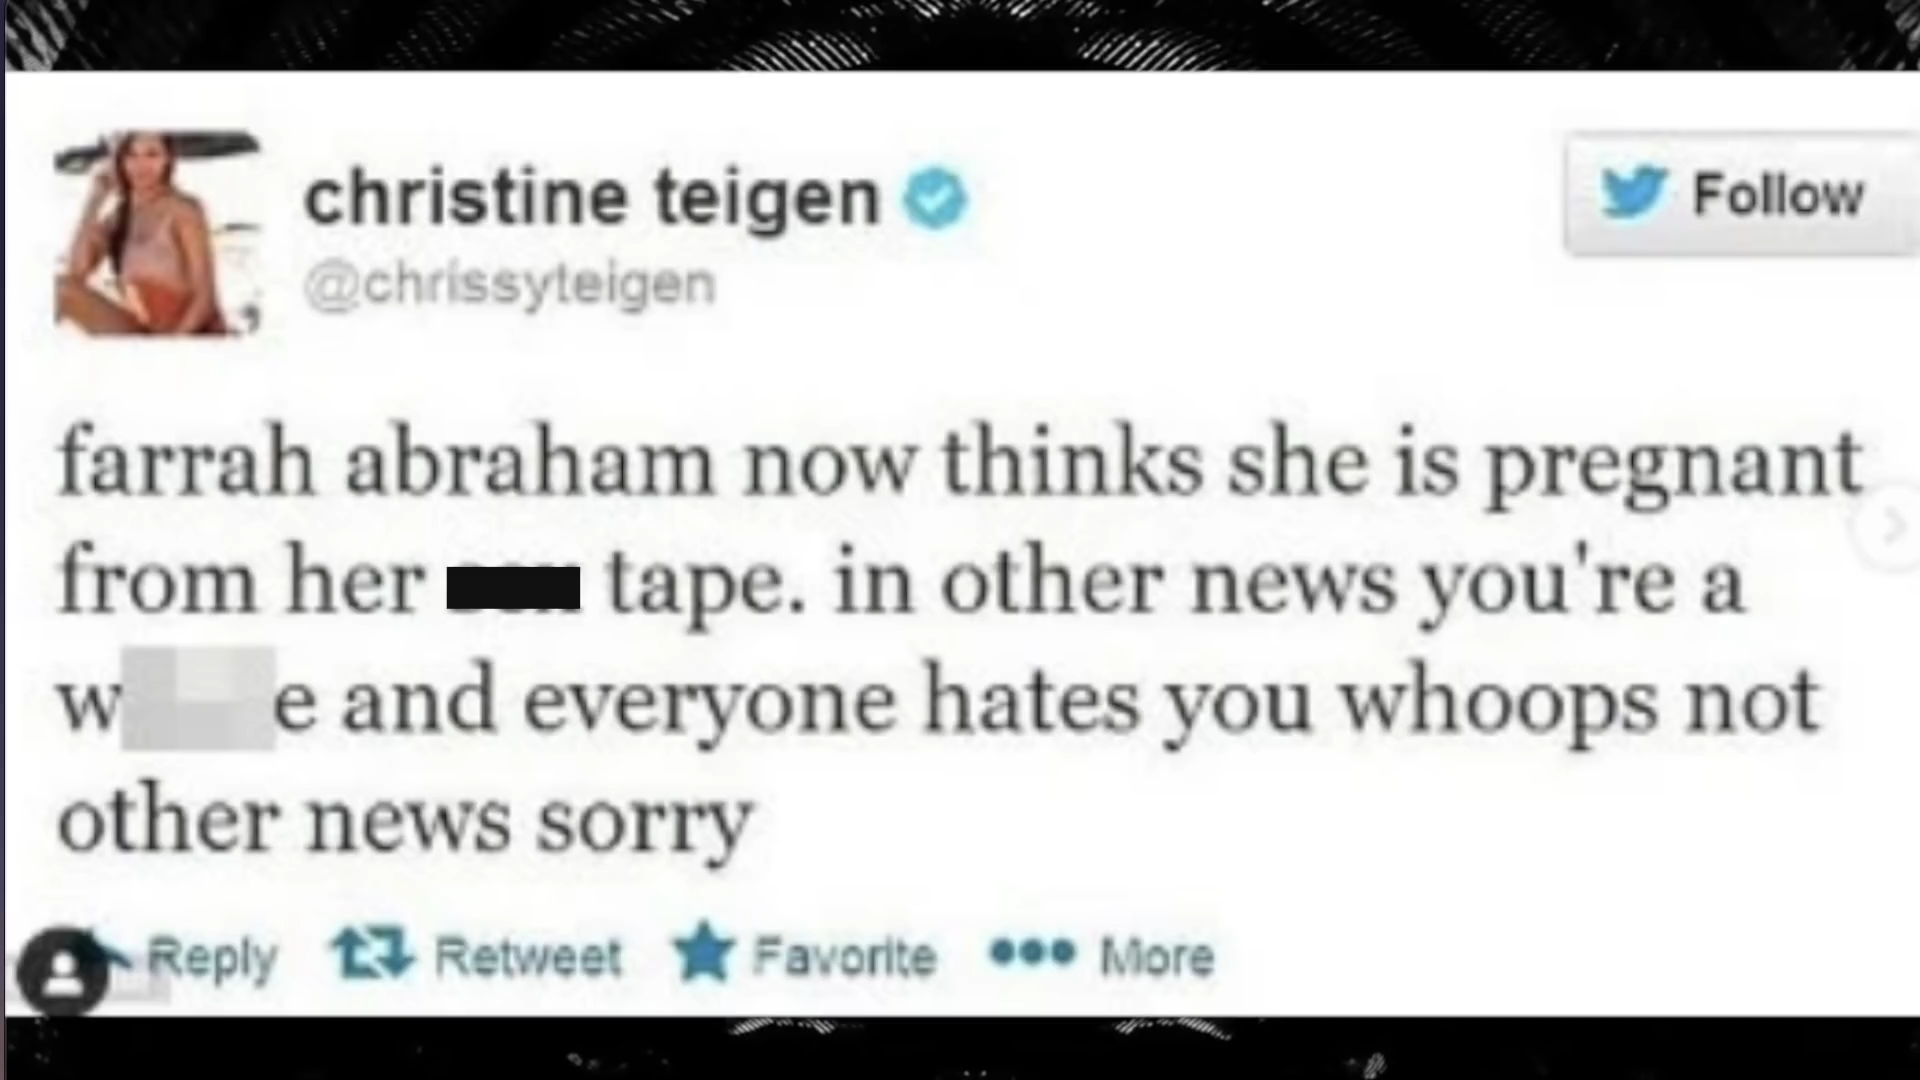 christine teigen
@chrissyteigen
Follow
farrah abraham now thinks she is pregnant
from her tape. in other news you're a
w e and everyone hates you whoops not
other news sorry
Reply Retweet Favorite More